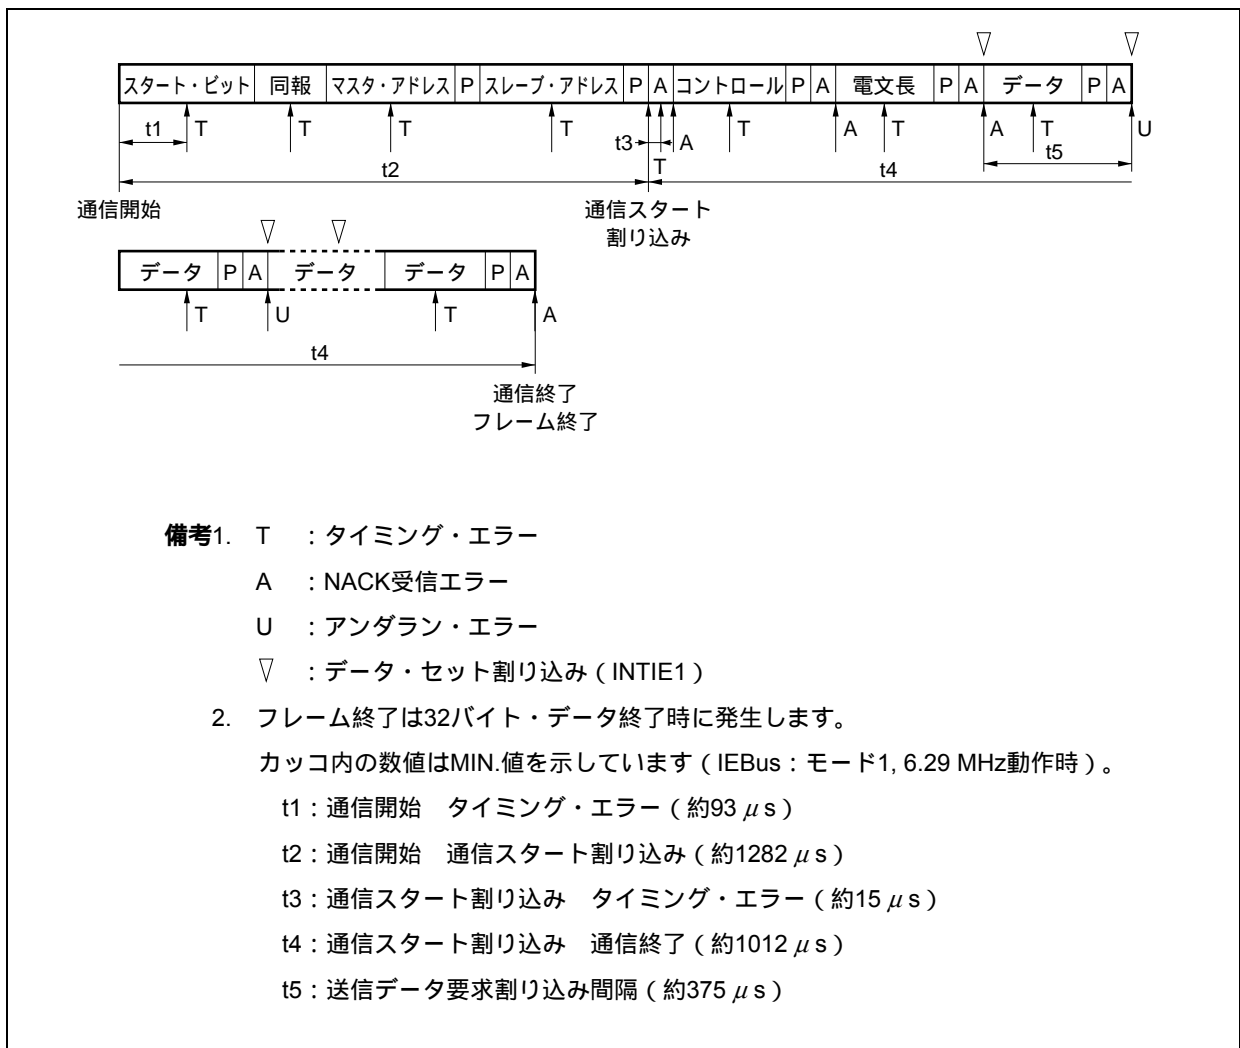 スタート・ビット 同報 マスタ・アドレス P スレーブ・アドレス P A コントロール P A 電文長 P A データ P A
t1 T T T T t3 A T A T A T U
T t5
t2 t4
通信開始 通信スタート
割り込み
データ P A データ データ P A
T U T A
t4
通信終了
フレーム終了
備考1. T :タイミング・エラー
A :NACK受信エラー
U :アンダラン・エラー
▽ :データ・セット割り込み(INTIE1)
2. フレーム終了は32バイト・データ終了時に発生します。
カッコ内の数値はMIN.値を示しています(IEBus:モード1, 6.29 MHz動作時)。
t1:通信開始 タイミング・エラー(約93 μs)
t2:通信開始 通信スタート割り込み(約1282 μs)
t3:通信スタート割り込み タイミング・エラー(約15 μs)
t4:通信スタート割り込み 通信終了(約1012 μs)
t5:送信データ要求割り込み間隔(約375 μs)